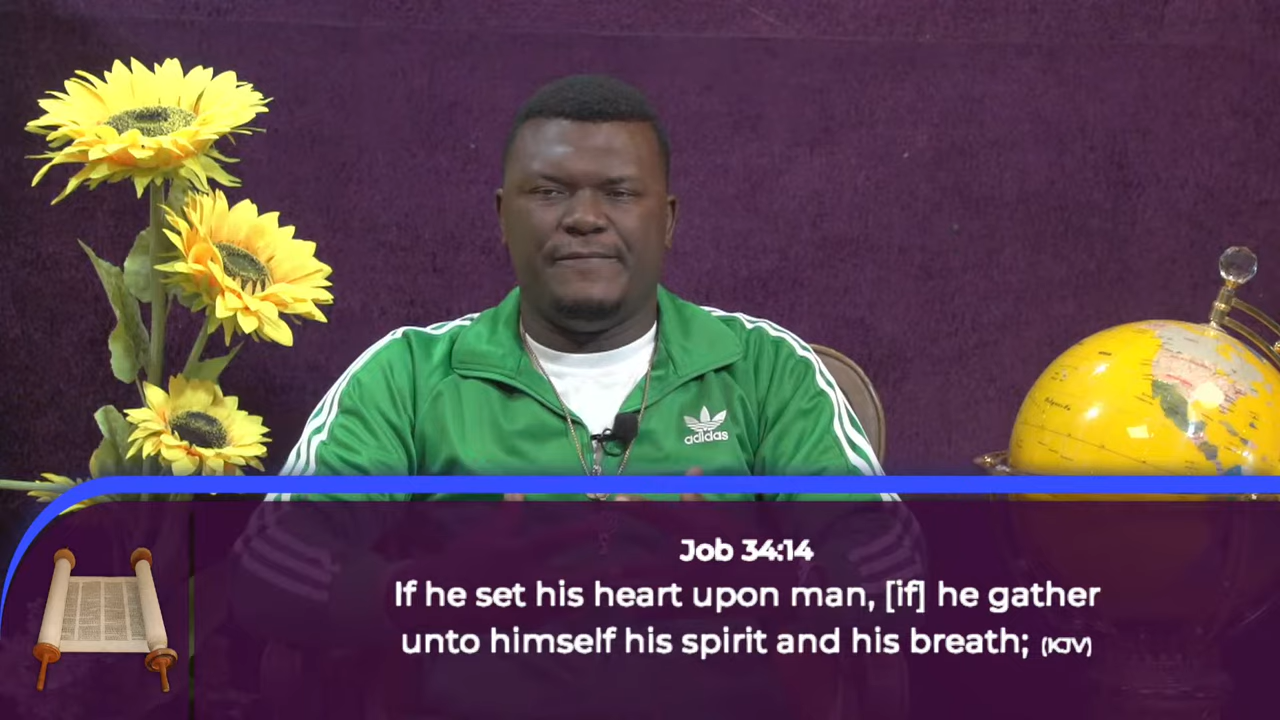 adidas
Job 34:14
If he set his heart upon man, [if] he gather
unto himself his spirit and his breath; (KJV)